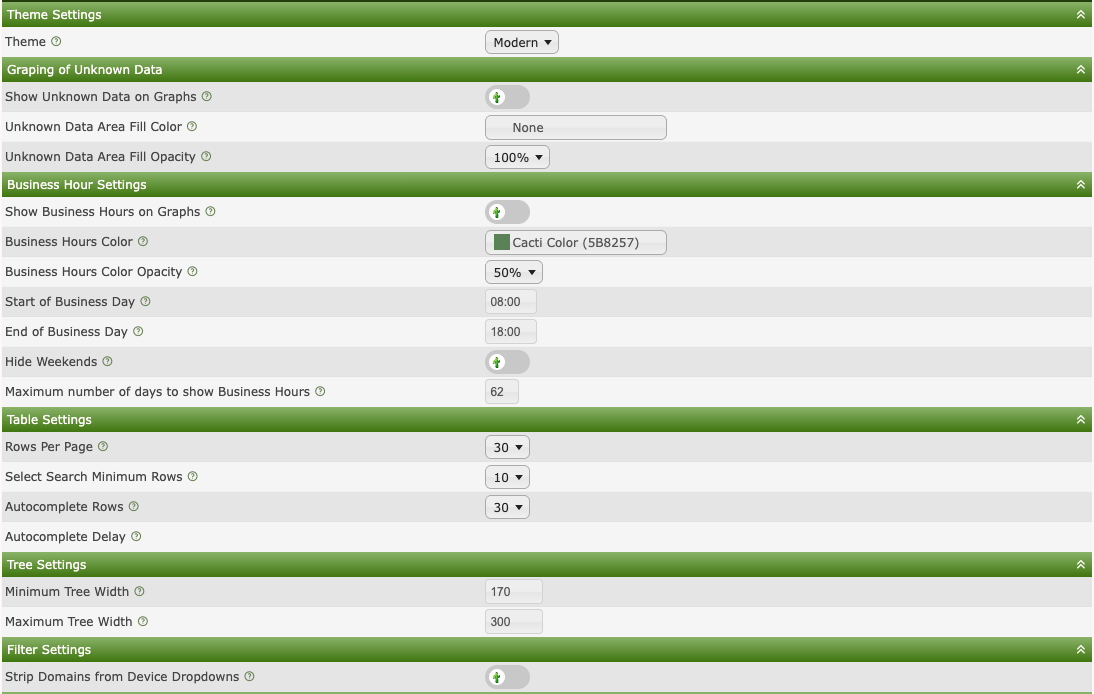 Theme Settings
Theme Modern
Graping of Unknown Data
Show Unknown Data on Graphs
Unknown Data Area Fill Color None
Unknown Data Area Fill Opacity 100%
Business Hour Settings
Show Business Hours on Graphs
Business Hours Color Cacti Color (5B8257)
Business Hours Color Opacity 50%
Start of Business Day 08:00
End of Business Day 18:00
Hide Weekends
Maximum number of days to show Business Hours 62
Table Settings
Rows Per Page 30
Select Search Minimum Rows 10
Autocomplete Rows 30
Autocomplete Delay
Tree Settings
Minimum Tree Width 170
Maximum Tree Width 300
Filter Settings
Strip Domains from Device Dropdowns